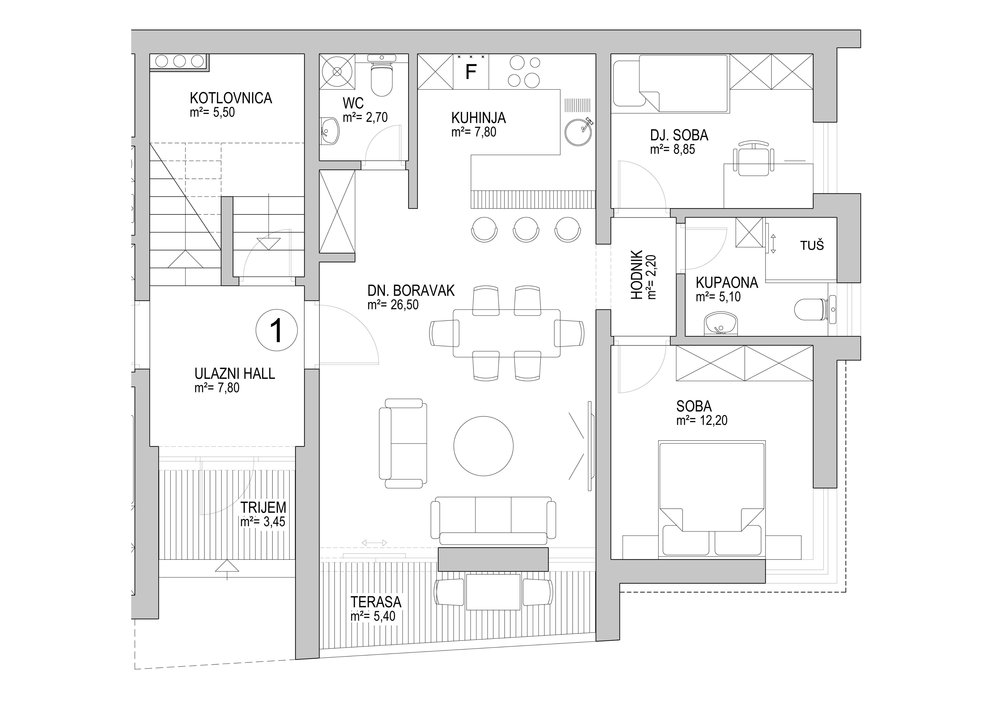 KOTLOVNICA
m²= 5,50
WC
m²= 2,70
F
KUHINJA
m²= 7,80
DJ. SOBA
m²= 8,85
HODNIK
m²= 2,20
TUŠ
KUPAONA
m²= 5,10
DN. BORAVAK
m²= 26,50
1
ULAZNI HALL
m²= 7,80
SOBA
m²= 12,20
TRIJEM
m²= 3,45
TERASA
m²= 5,40